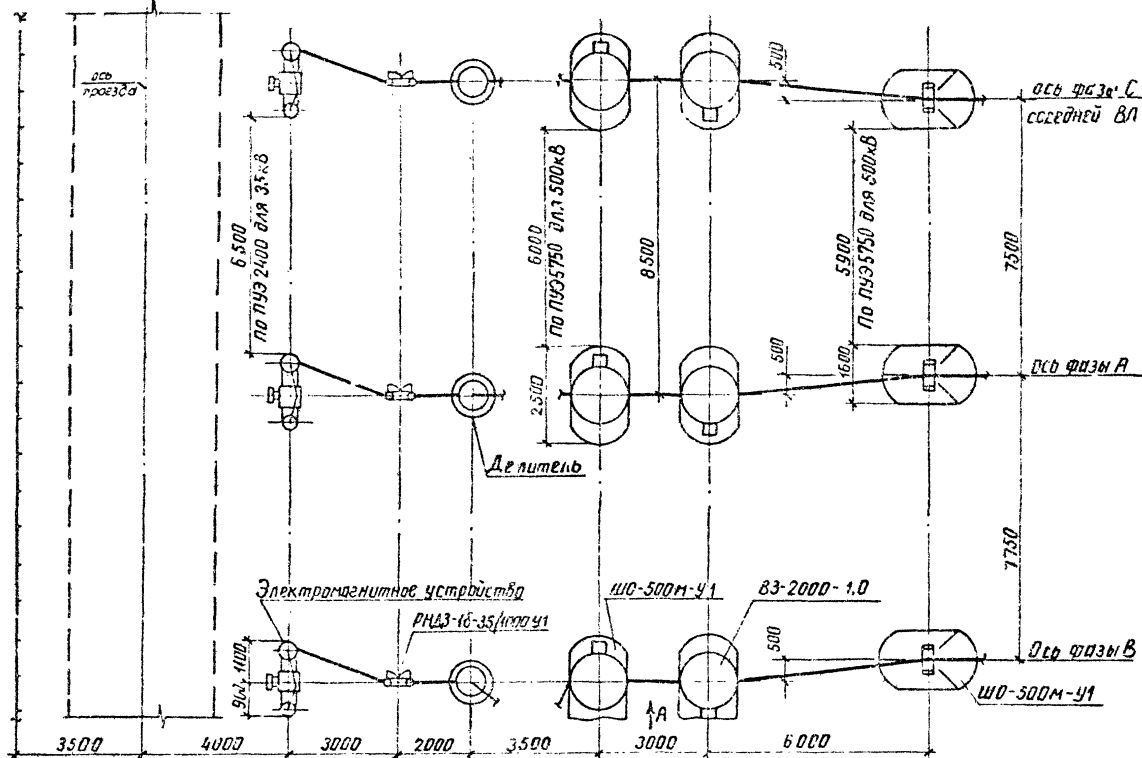 ось
проезда
500
ось фазы С
соседней ВЛ
6500
По ПУЭ 2400 для 35кВ
6000
По ПУЭ 5750 для 500кВ
8500
5900
По ПУЭ 5750 для 500кВ
7500
2500
500
1600
Ось фазы А
Делитель
7750
Электромагнитное устройство
РНДЗ-1б-35/1000 У1
ШО-500м-У1
ВЗ-2000-1.0
500
Ось фазы В
ШО-500м-У1
900
1100
А
3500
4000
3000
2000
3500
3000
6000